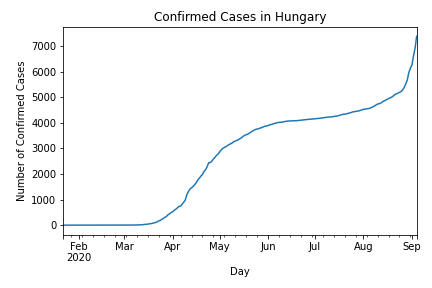 Confirmed Cases in Hungary
Number of Confirmed Cases
7000
6000
5000
4000
3000
2000
1000
0
Feb Mar Apr May Jun Jul Aug Sep
2020
Day